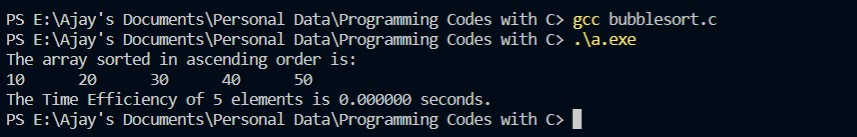 PS E:\Ajay's Documents\Personal Data\Programming Codes with C> gcc bubblesort.c
PS E:\Ajay's Documents\Personal Data\Programming Codes with C> .\a.exe
The array sorted in ascending order is:
10      20      30      40      50
The Time Efficiency of 5 elements is 0.000000 seconds.
PS E:\Ajay's Documents\Personal Data\Programming Codes with C>